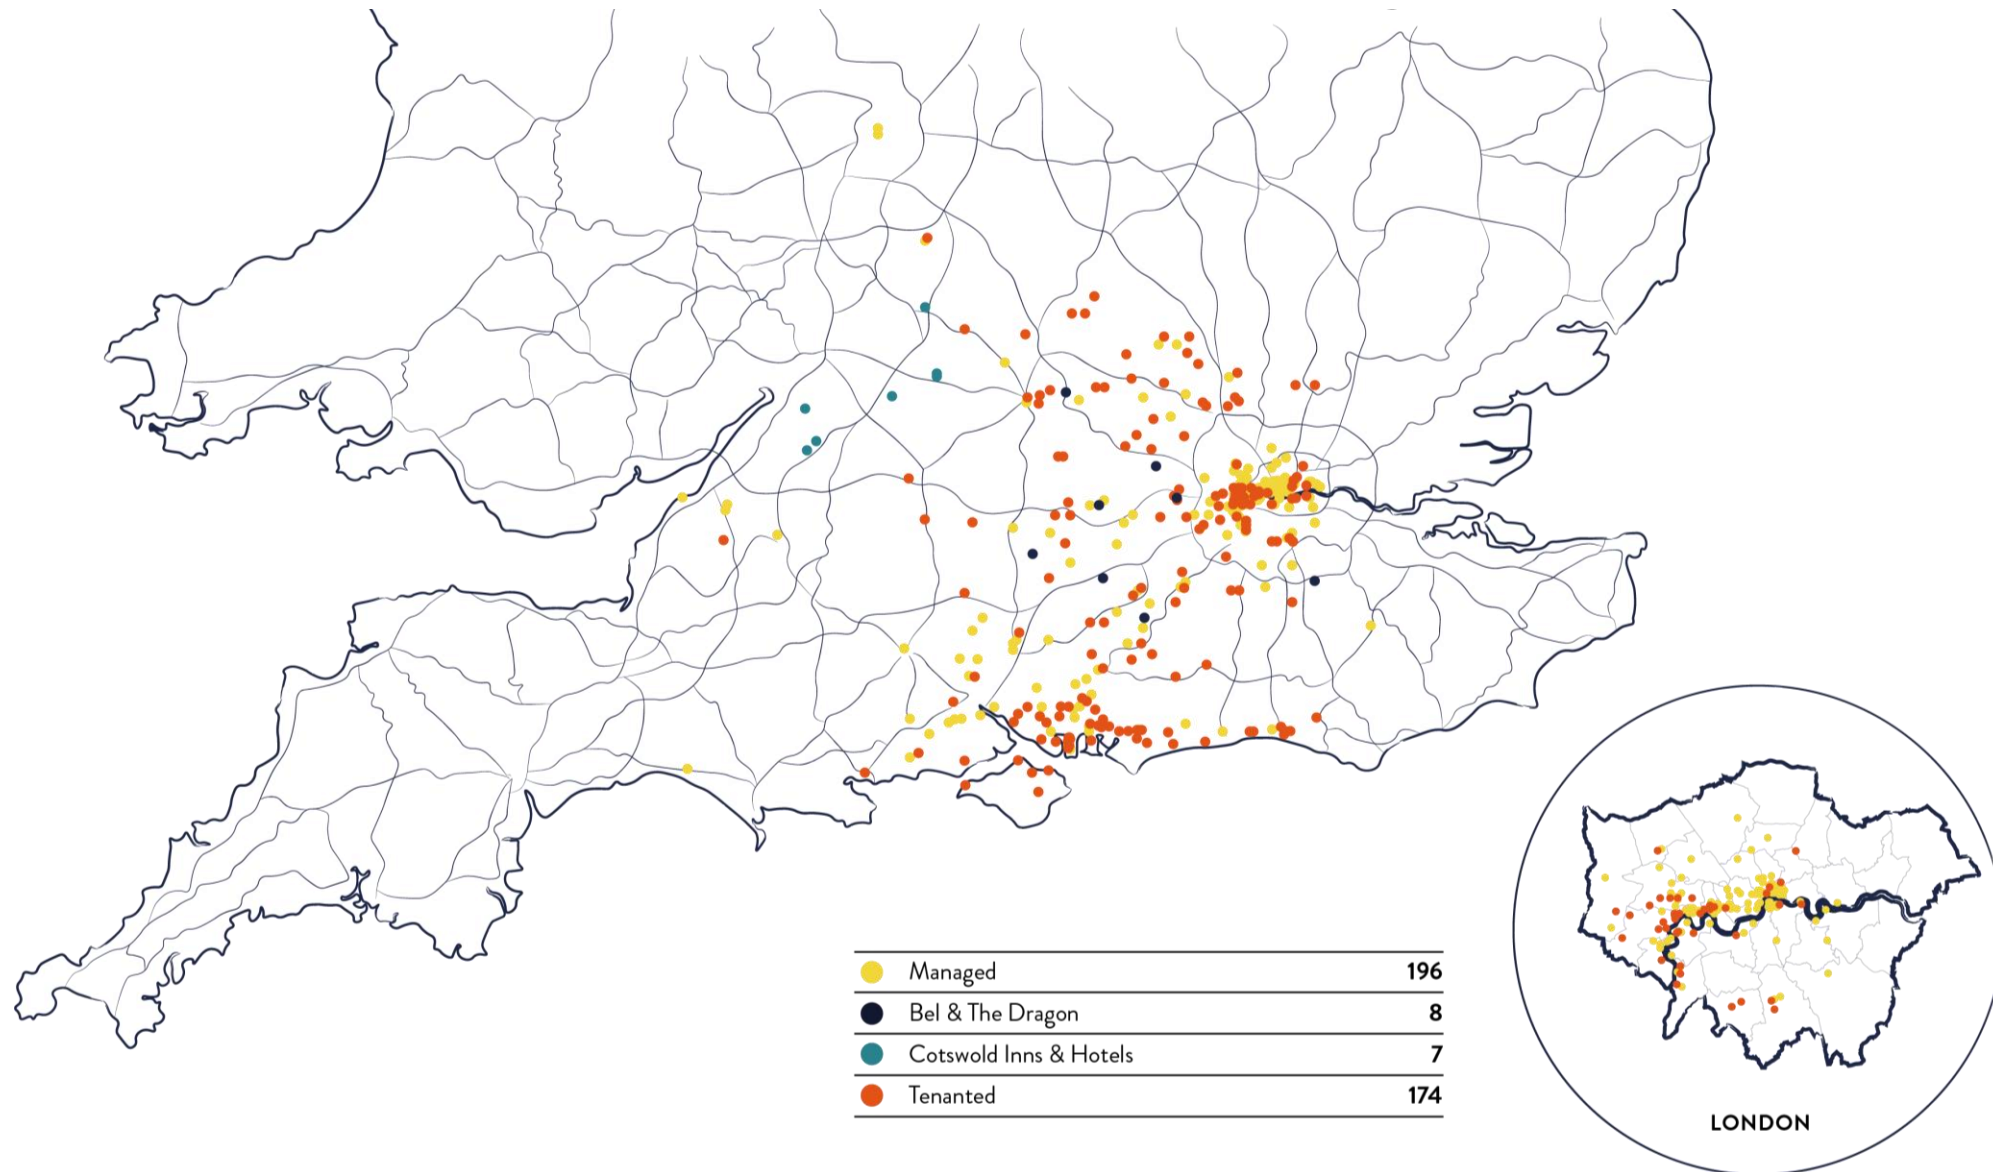 Managed 196
Bel & The Dragon 8
Cotswold Inns & Hotels 7
Tenanted 174
LONDON